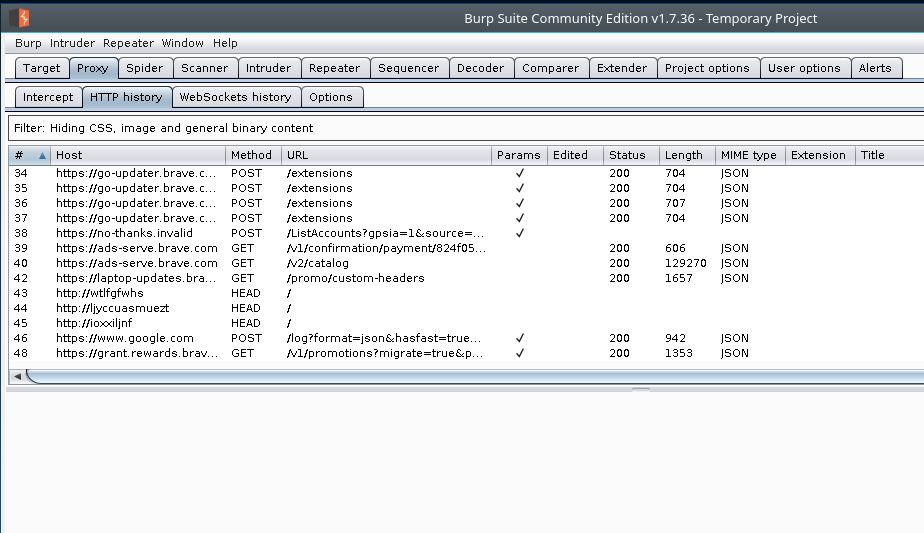 Burp Suite Community Edition v1.7.36 - Temporary Project
Burp Intruder Repeater Window Help
Target Proxy Spider Scanner Intruder Repeater Sequencer Decoder Comparer Extender Project options User options Alerts
Intercept HTTP history WebSockets history Options
Filter: Hiding CSS, image and general binary content
# Host Method URL Params Edited Status Length MIME type Extension Title
34 https://go-updater.brave.c... POST /extensions ✓ 200 704 JSON
35 https://go-updater.brave.c... POST /extensions ✓ 200 704 JSON
36 https://go-updater.brave.c... POST /extensions ✓ 200 707 JSON
37 https://go-updater.brave.c... POST /extensions ✓ 200 704 JSON
38 https://no-thanks.invalid POST /ListAccounts?gpsia=1&source=... ✓
39 https://ads-serve.brave.com GET /v1/confirmation/payment/824f05... 200 606 JSON
40 https://ads-serve.brave.com GET /v2/catalog 200 129270 JSON
42 https://laptop-updates.bra... GET /promo/custom-headers 200 1657 JSON
43 http://wtlfgfwhs HEAD /
44 http://ljyccuasmuezt HEAD /
45 http://ioxxiljnf HEAD /
46 https://www.google.com POST /log?format=json&hasfast=true... ✓ 200 942 JSON
48 https://grant.rewards.brav... GET /v1/promotions?migrate=true&p... ✓ 200 1353 JSON